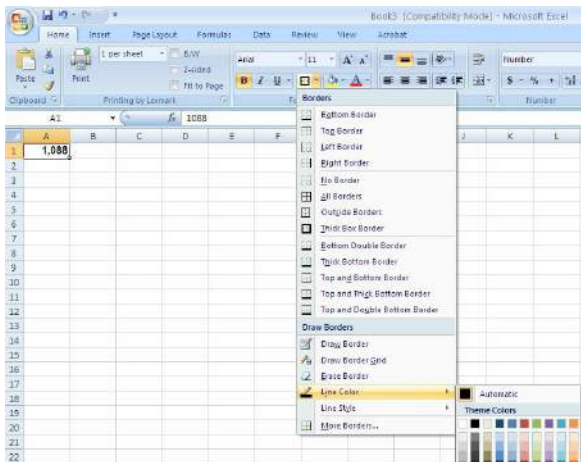 Book3 [Compatibility Mode] - Microsoft Excel
Home Insert Page Layout Formulas Data Review View Acrobat
Paste
Print
1 per sheet
B/W
2-sided
Fit to Page
Arial 11 A A
B I U A
Number
$ % ,
Clipboard Printing by Lexmark Number
A1 fx 1088
A B C D E F J K L
1 1,088
2
3
4
5
6
7
8
9
10
11
12
13
14
15
16
17
18
19
20
21
22
Borders
Bottom Border
Top Border
Left Border
Right Border
No Border
All Borders
Outside Borders
Thick Box Border
Bottom Double Border
Thick Bottom Border
Top and Bottom Border
Top and Thick Bottom Border
Top and Double Bottom Border
Draw Borders
Draw Border
Draw Border Grid
Erase Border
Line Color
Line Style
More Borders...
Automatic
Theme Colors